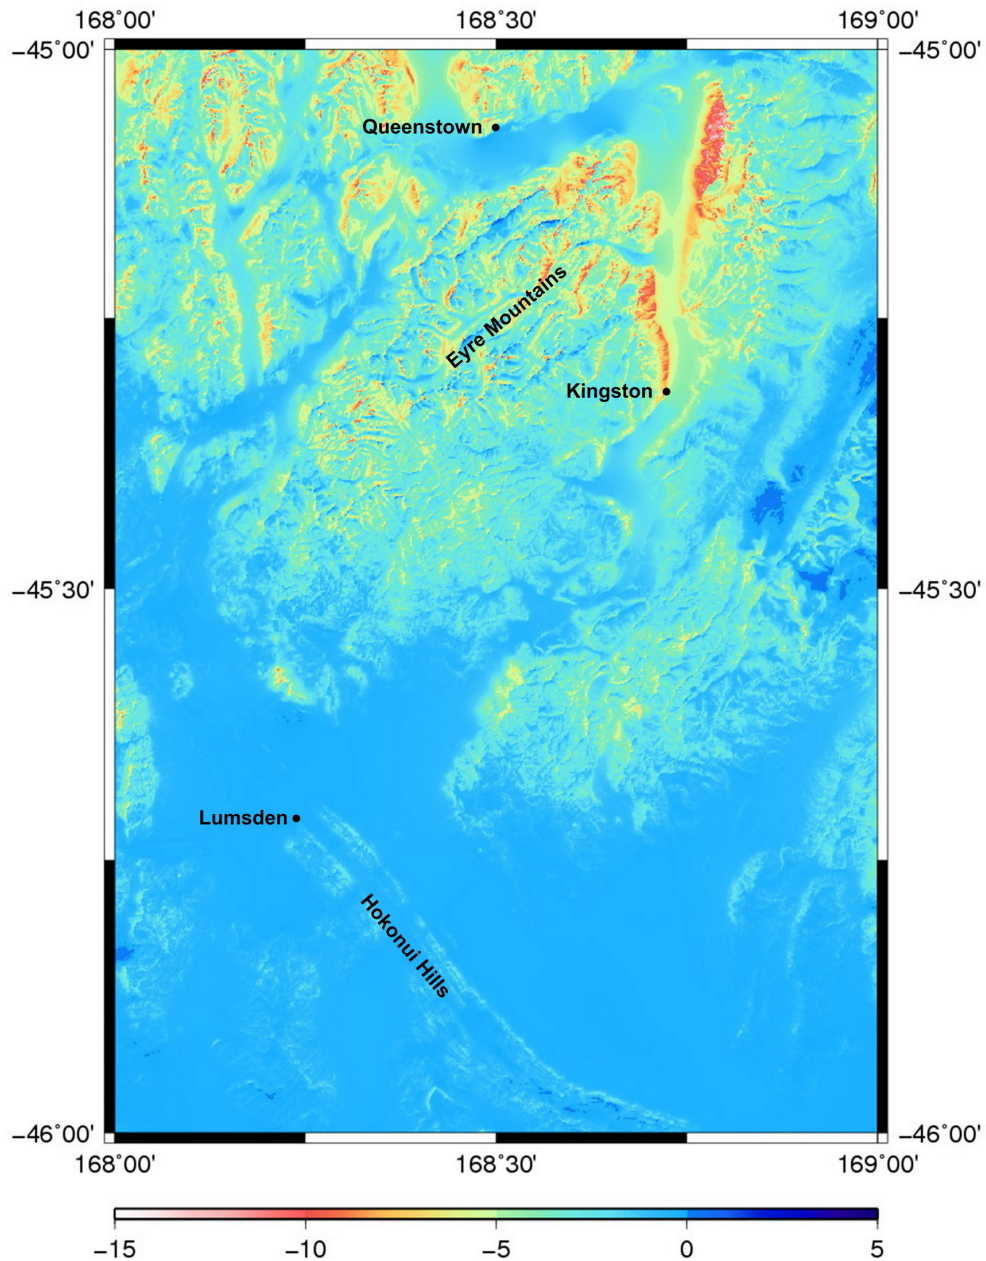 168°00' 168°30' 169°00'
−45°00' −45°00'
Queenstown
Eyre Mountains
Kingston
−45°30' −45°30'
Lumsden
Hokonui Hills
−46°00' −46°00'
168°00' 168°30' 169°00'
−15 −10 −5 0 5